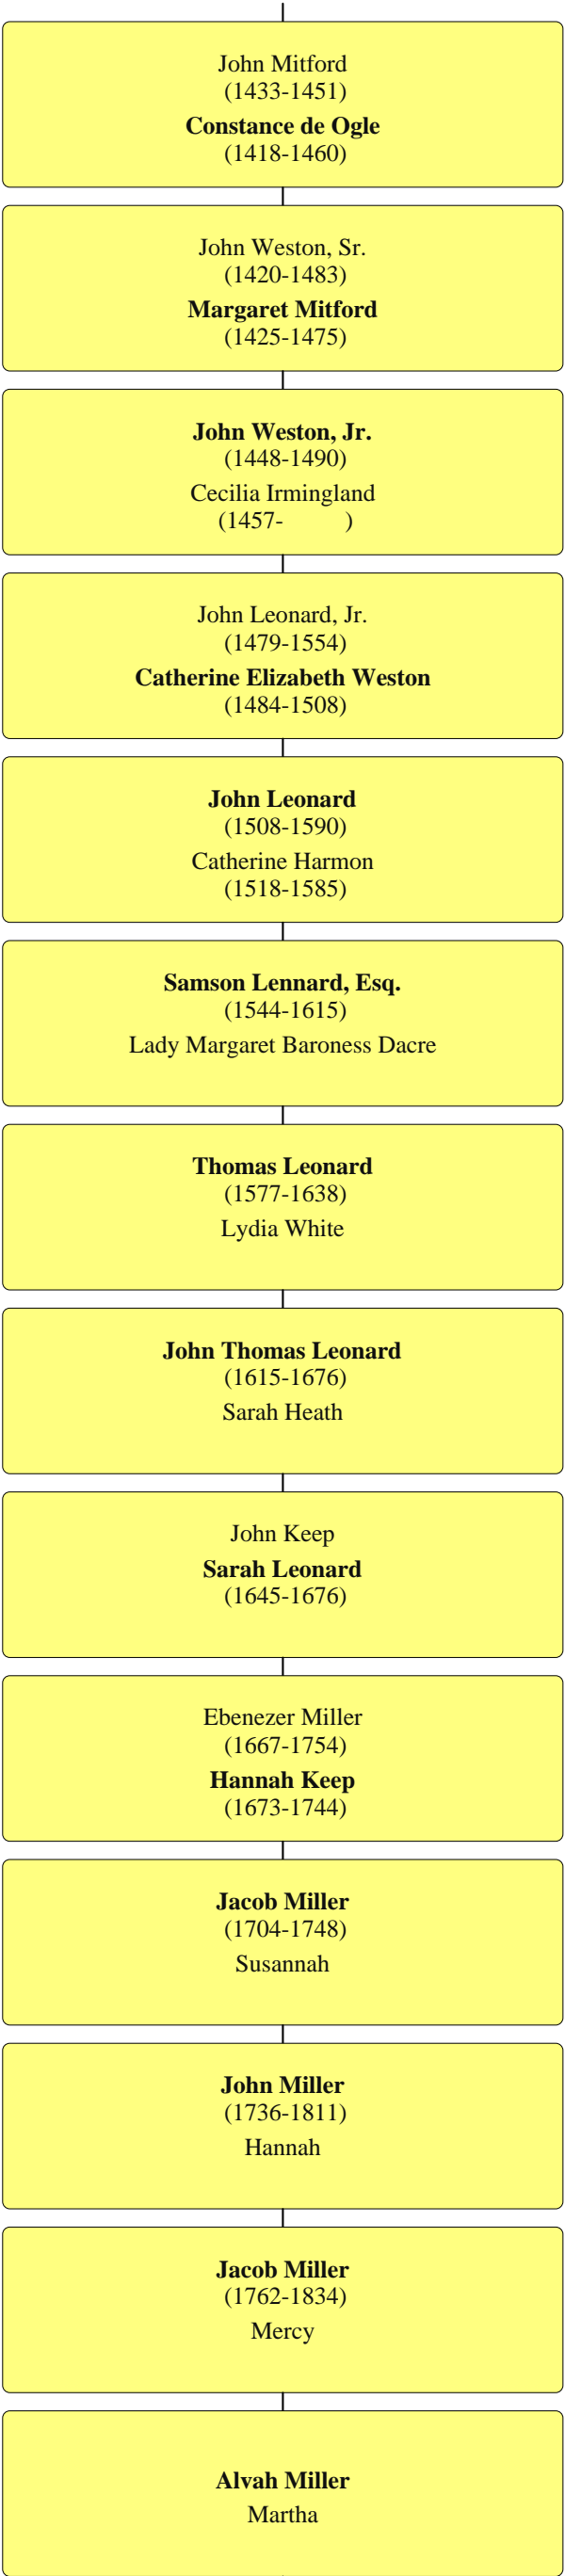 John Mitford
(1433-1451)
Constance de Ogle
(1418-1460)
John Weston, Sr.
(1420-1483)
Margaret Mitford
(1425-1475)
John Weston, Jr.
(1448-1490)
Cecilia Irmingland
(1457-          )
John Leonard, Jr.
(1479-1554)
Catherine Elizabeth Weston
(1484-1508)
John Leonard
(1508-1590)
Catherine Harmon
(1518-1585)
Samson Lennard, Esq.
(1544-1615)
Lady Margaret Baroness Dacre
Thomas Leonard
(1577-1638)
Lydia White
John Thomas Leonard
(1615-1676)
Sarah Heath
John Keep
Sarah Leonard
(1645-1676)
Ebenezer Miller
(1667-1754)
Hannah Keep
(1673-1744)
Jacob Miller
(1704-1748)
Susannah
John Miller
(1736-1811)
Hannah
Jacob Miller
(1762-1834)
Mercy
Alvah Miller
Martha